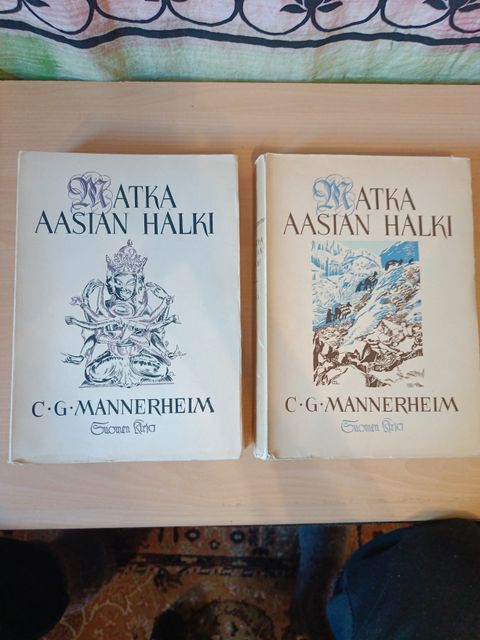 MATKA
AASIAN HALKI
C·G·MANNERHEIM
Suomen Kirja
MATKA
AASIAN HALKI
C·G·MANNERHEIM
Suomen Kirja